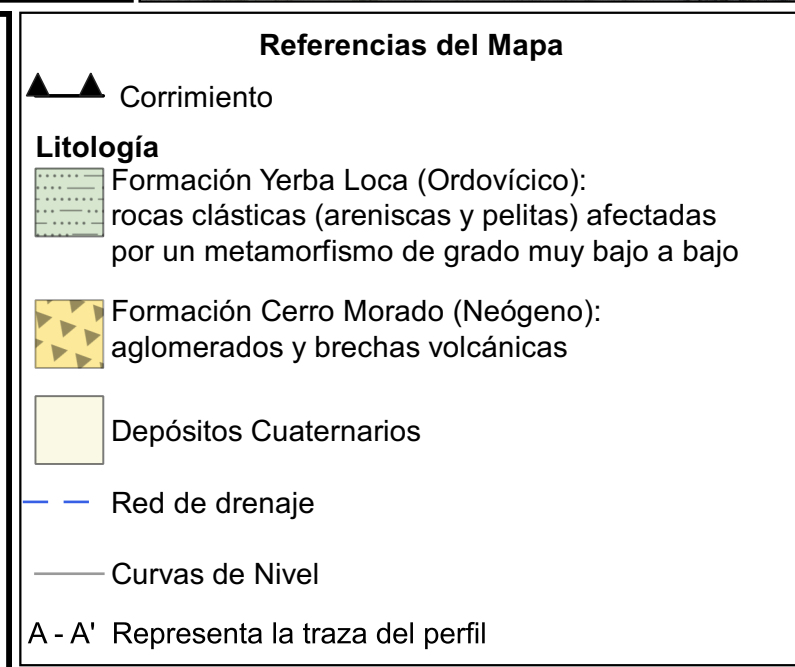 Referencias del Mapa
Corrimiento
Litología
Formación Yerba Loca (Ordovícico):
rocas clásticas (areniscas y pelitas) afectadas
por un metamorfismo de grado muy bajo a bajo
Formación Cerro Morado (Neógeno):
aglomerados y brechas volcánicas
Depósitos Cuaternarios
Red de drenaje
Curvas de Nivel
A - A' Representa la traza del perfil